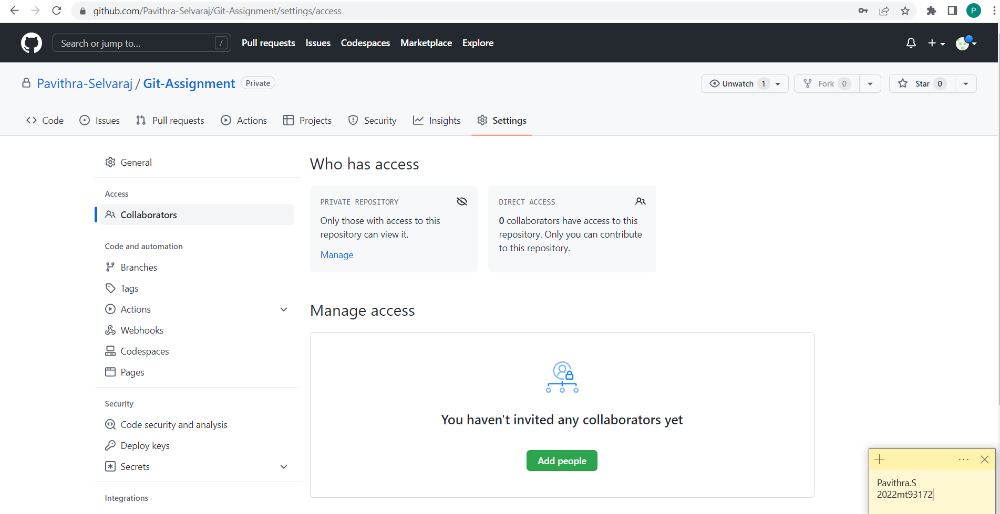 github.com/Pavithra-Selvaraj/Git-Assignment/settings/access
P
Search or jump to...
/
Pull requests
Issues
Codespaces
Marketplace
Explore
Pavithra-Selvaraj / Git-Assignment
Private
Unwatch 1
Fork 0
Star 0
Code
Issues
Pull requests
Actions
Projects
Security
Insights
Settings
General
Access
Collaborators
Code and automation
Branches
Tags
Actions
Webhooks
Codespaces
Pages
Security
Code security and analysis
Deploy keys
Secrets
Integrations
Who has access
PRIVATE REPOSITORY
Only those with access to this
repository can view it.
Manage
DIRECT ACCESS
0 collaborators have access to this
repository. Only you can contribute
to this repository.
Manage access
You haven't invited any collaborators yet
Add people
Pavithra.S
2022mt93172